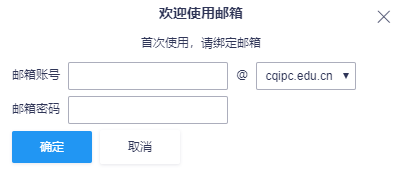 欢迎使用邮箱
首次使用，请绑定邮箱
邮箱账号 @ cqipc.edu.cn
邮箱密码
确定 取消